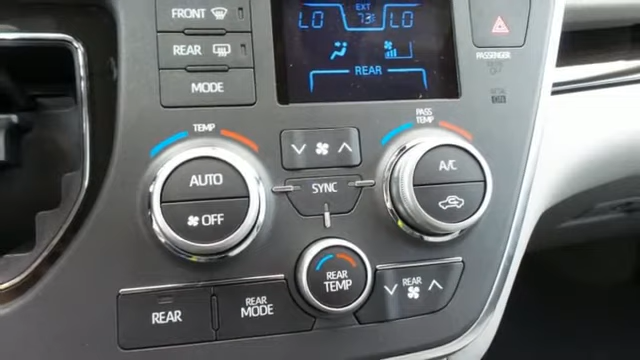 FRONT
REAR
MODE
LO EXT 73 LO
REAR
PASSENGER
TEMP
PASS TEMP
AUTO
OFF
SYNC
A/C
REAR
TEMP
REAR
REAR
MODE
REAR